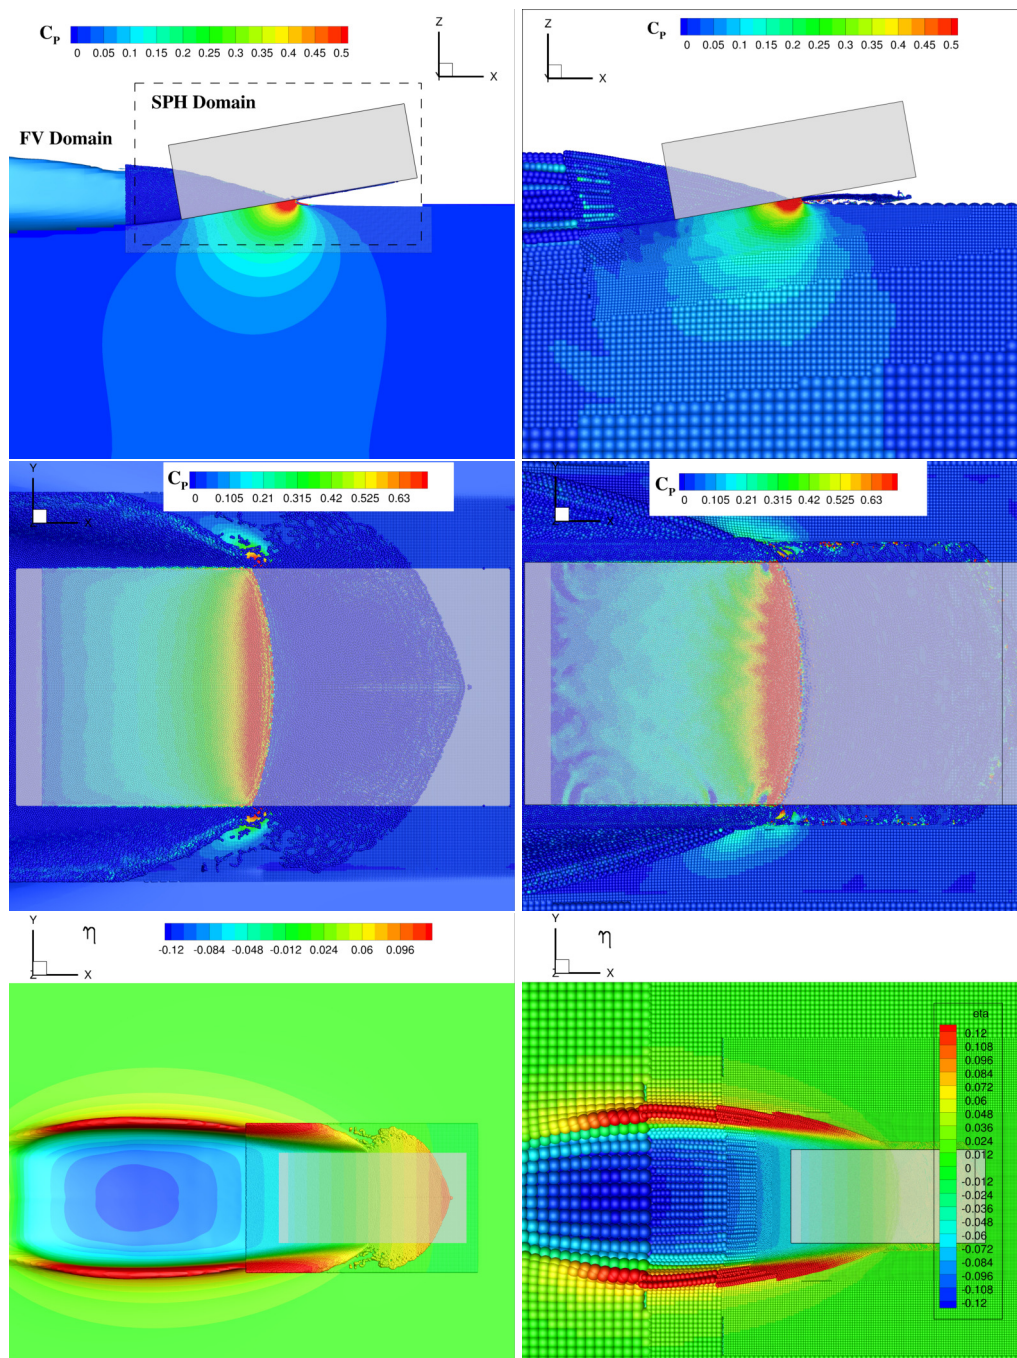 C_P
0 0.05 0.1 0.15 0.2 0.25 0.3 0.35 0.4 0.45 0.5
Z
X
SPH Domain
FV Domain
C_P
0 0.05 0.1 0.15 0.2 0.25 0.3 0.35 0.4 0.45 0.5
Z
Y
X
C_P
0 0.105 0.21 0.315 0.42 0.525 0.63
Y
X
C_P
0 0.105 0.21 0.315 0.42 0.525 0.63
Y
X
η
-0.12 -0.084 -0.048 -0.012 0.024 0.06 0.096
Y
Z X
η
Y
Z X
eta
0.12
0.108
0.096
0.084
0.072
0.06
0.048
0.036
0.024
0.012
0
-0.012
-0.024
-0.036
-0.048
-0.06
-0.072
-0.084
-0.096
-0.108
-0.12